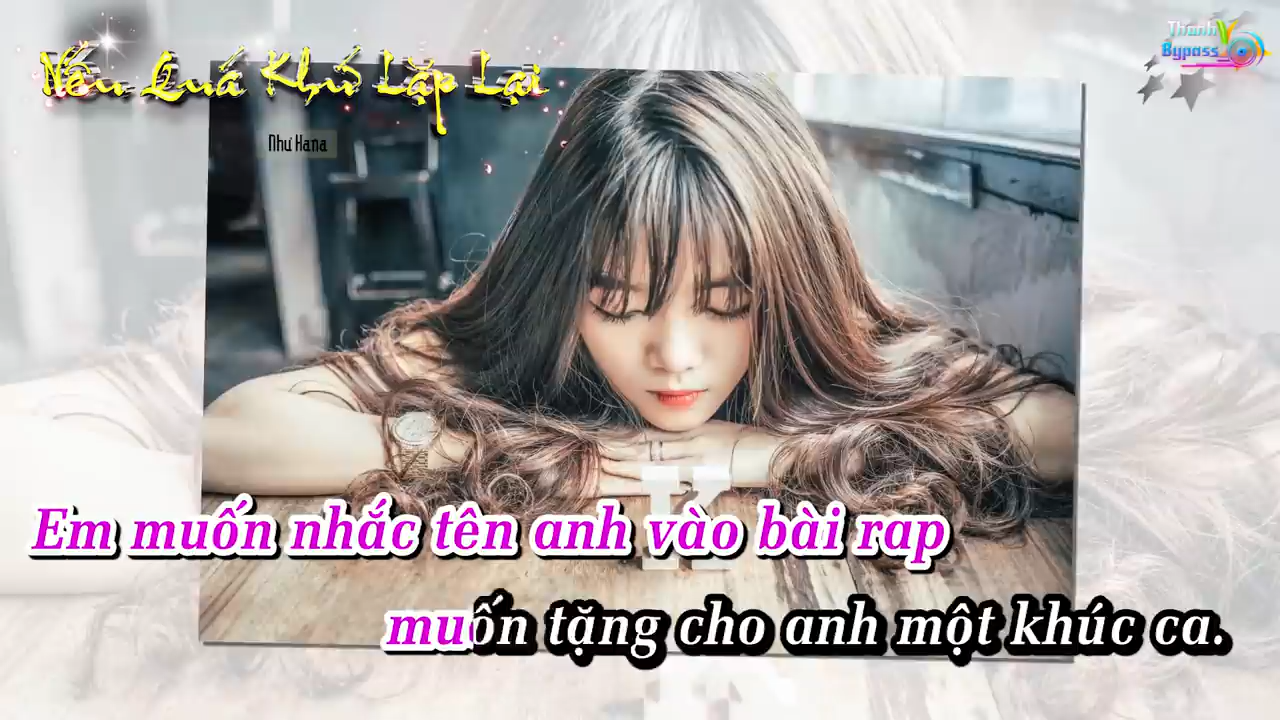 Nếu Quá Khứ Lặp Lại
Thanh
Bypass
Như Hana
Em muốn nhắc tên anh vào bài rap
muốn tặng cho anh một khúc ca.